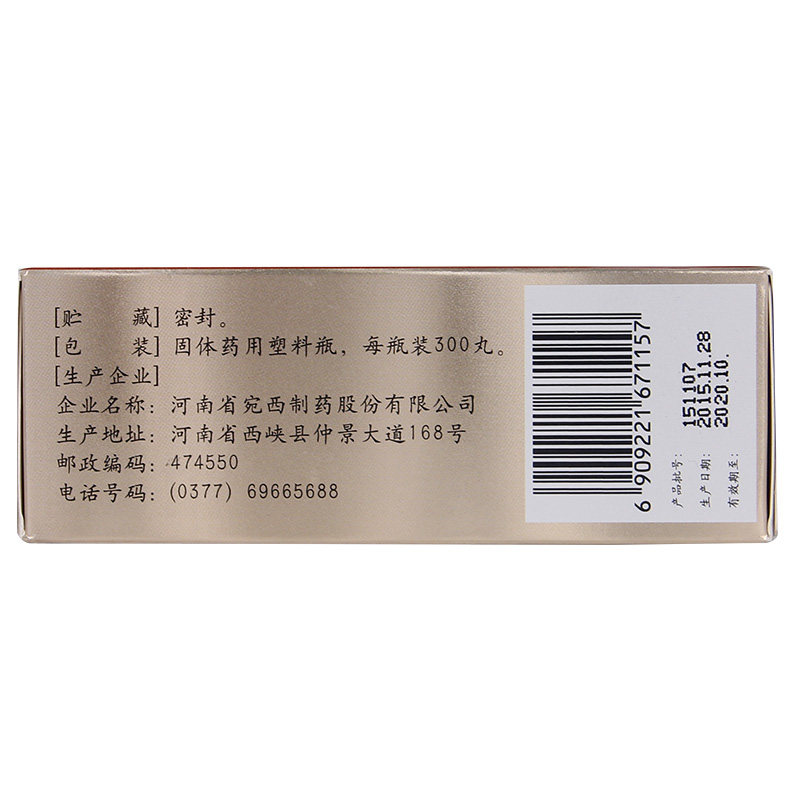 [贮 藏] 密封。
[包 装] 固体药用塑料瓶，每瓶装300丸。
[生产企业]
企业名称：河南省宛西制药股份有限公司
生产地址：河南省西峡县仲景大道168号
邮政编码：474550
电话号码：(0377) 69665688
6 909221 671157
产品批号：151107
生产日期：2015.11.28
有效期至：2020.10.